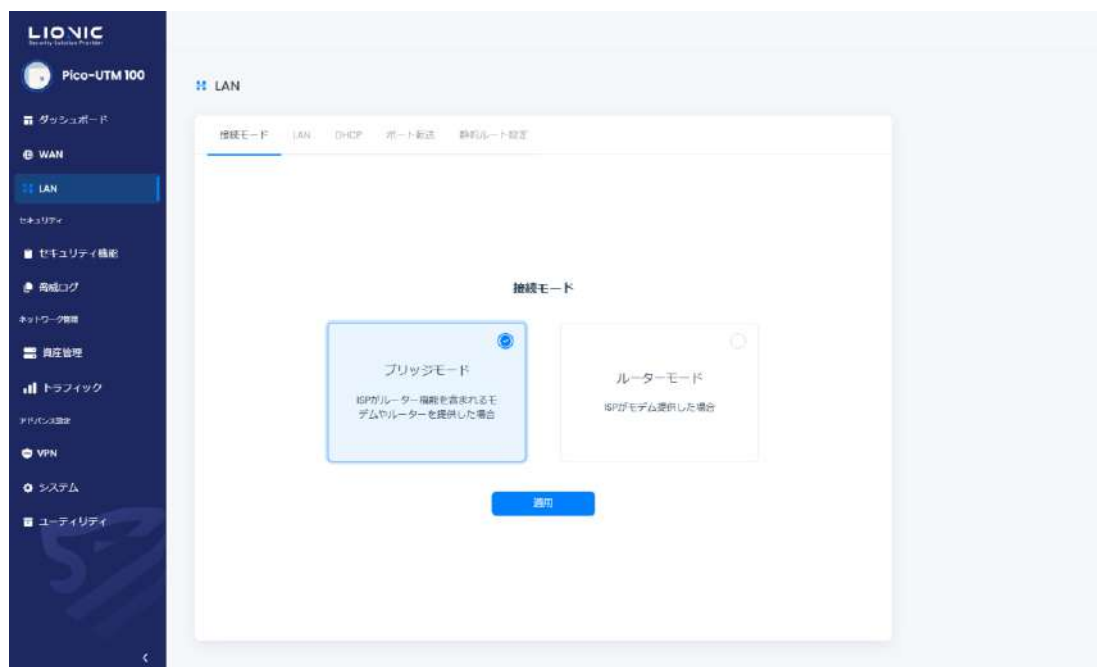 LIONIC
Security Solution Provider
Pico-UTM 100
ダッシュボード
WAN
LAN
セキュリティ
セキュリティ機能
脅威ログ
ネットワーク管理
資産管理
トラフィック
アドバンス設定
VPN
システム
ユーティリティ
LAN
接続モード LAN DHCP ポート転送 静的ルート設定
接続モード
ブリッジモード
ISPがルーター機能を含まれるモ
デムやルーターを提供した場合
ルーターモード
ISPがモデム提供した場合
適用